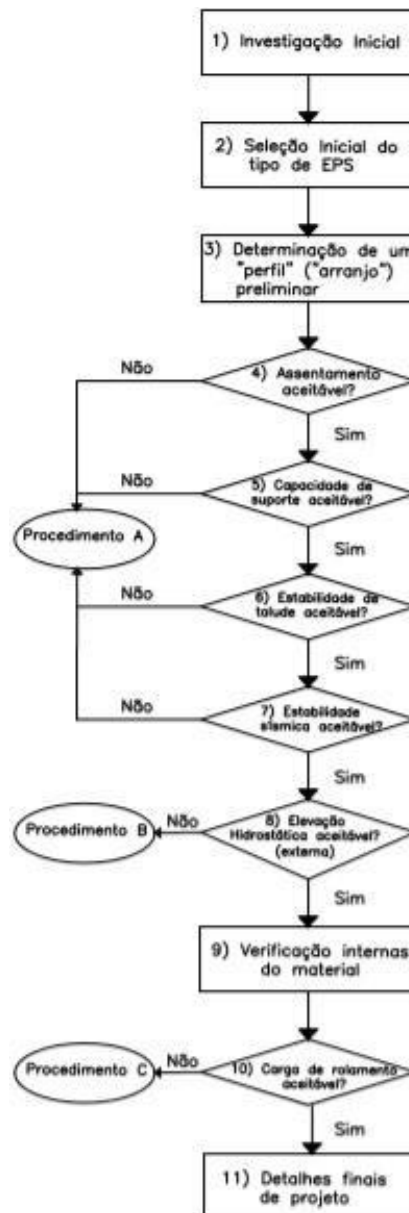 1) Investigação Inicial
2) Seleção Inicial do
tipo de EPS
3) Determinação de um
"perfil" ("arranjo")
preliminar
Não
4) Assentamento
aceitável?
Sim
Não
5) Capacidade de
suporte aceitável?
Procedimento A
Sim
Não
6) Estabilidade de
talude aceitável?
Sim
Não
7) Estabilidade
sísmica aceitável?
Sim
Procedimento B
Não
8) Elevação
Hidrostática aceitável?
(externa)
Sim
9) Verificação internas
do material
Procedimento C
Não
10) Carga de rolamento
aceitável?
Sim
11) Detalhes finais
de projeto